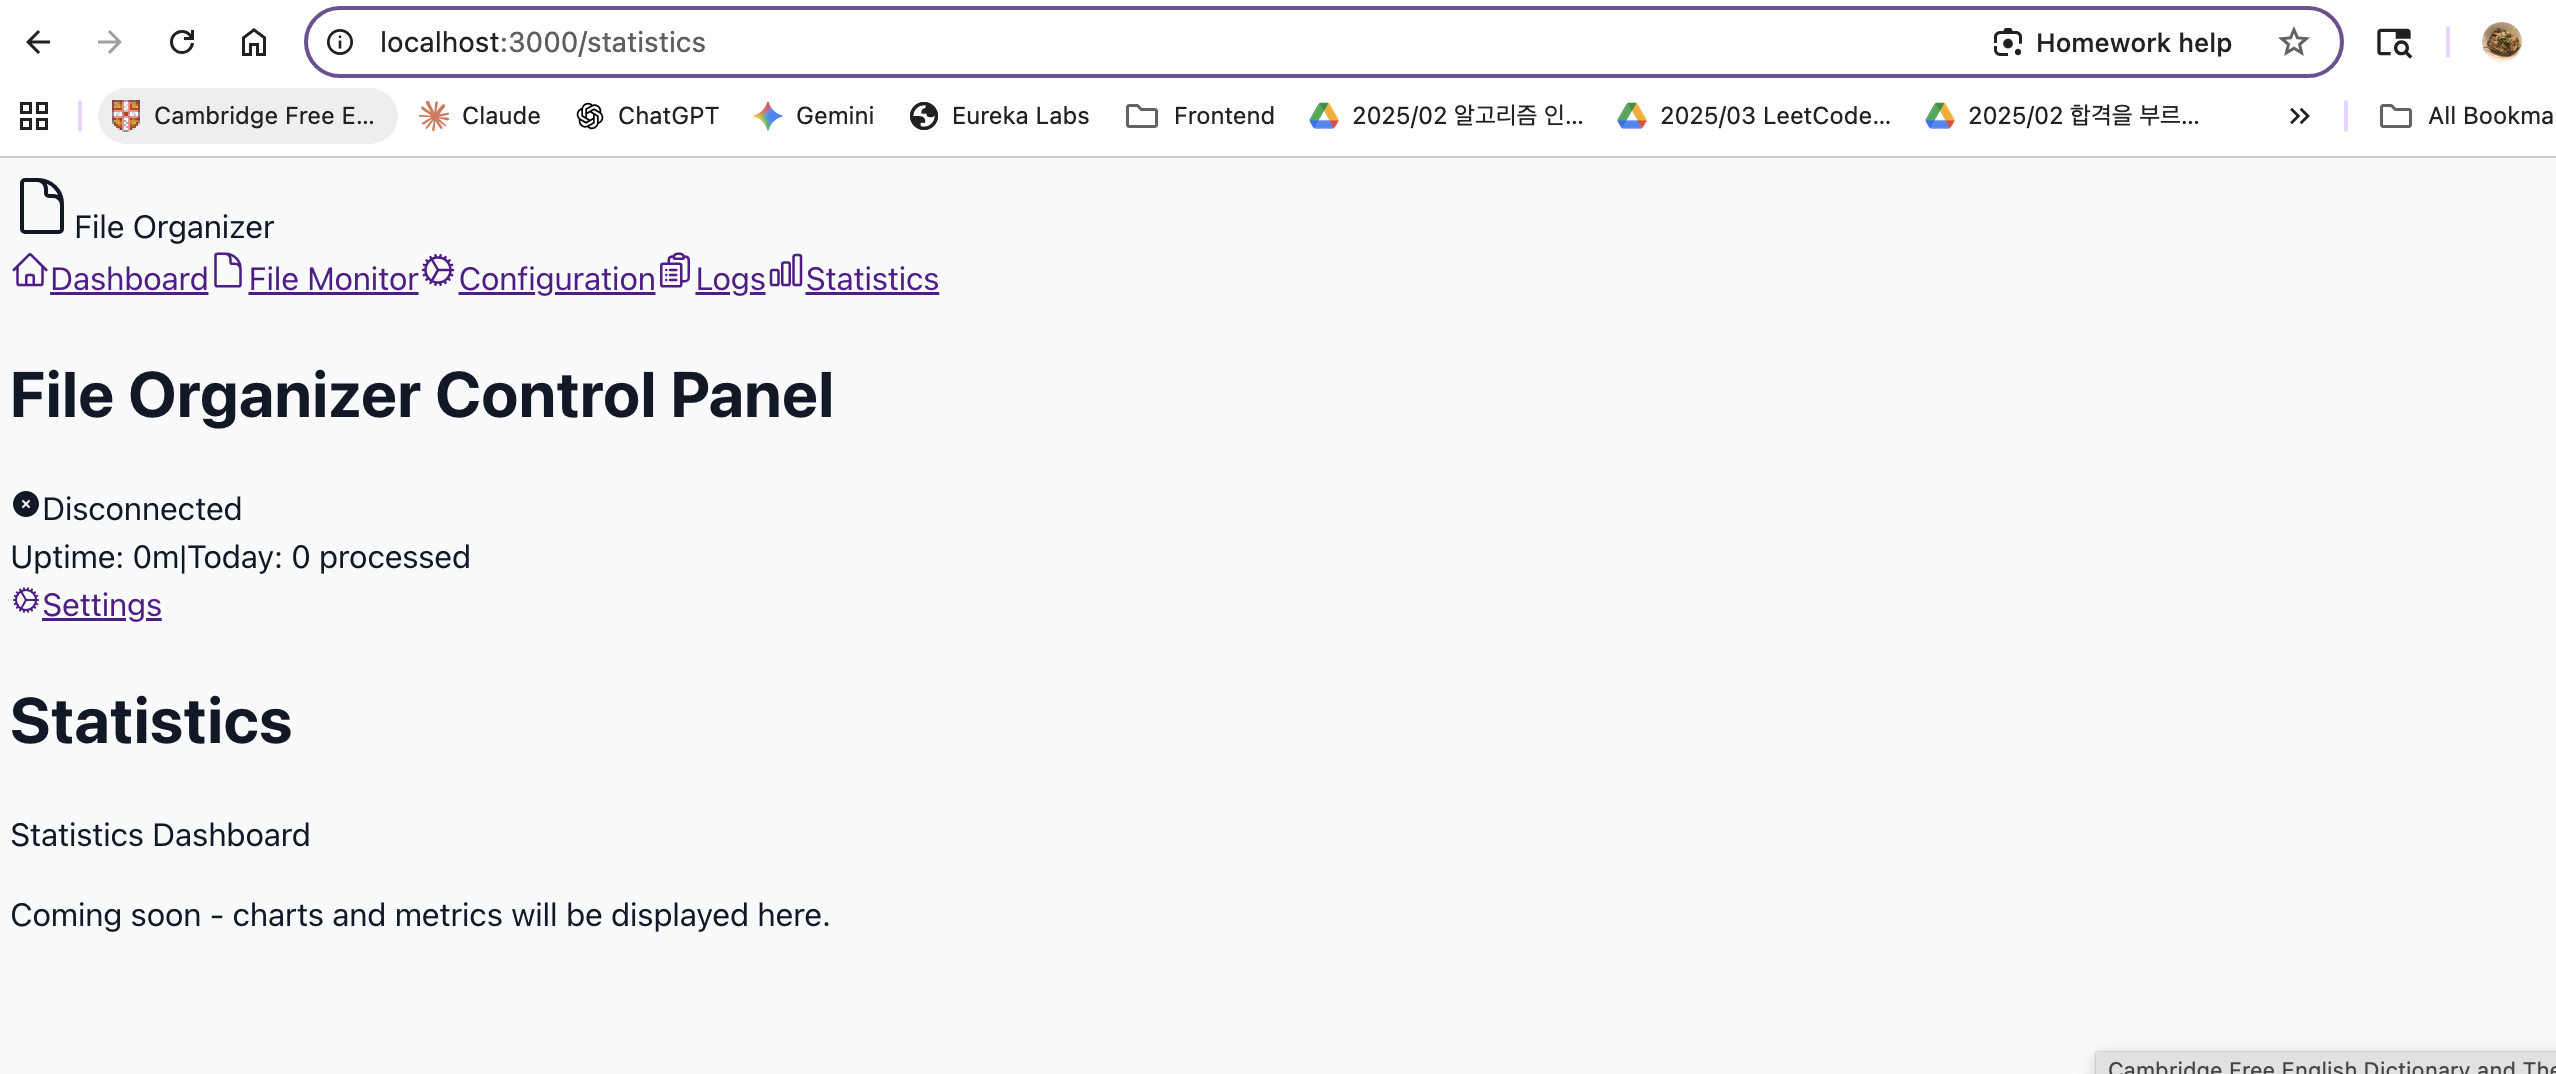 localhost:3000/statistics Homework help
Cambridge Free E... Claude ChatGPT Gemini Eureka Labs Frontend 2025/02 알고리즘 인... 2025/03 LeetCode... 2025/02 합격을 부르... All Bookma
File Organizer
Dashboard File Monitor Configuration Logs Statistics
File Organizer Control Panel
Disconnected
Uptime: 0m|Today: 0 processed
Settings
Statistics
Statistics Dashboard
Coming soon - charts and metrics will be displayed here.
Cambridge Free English Dictionary and The